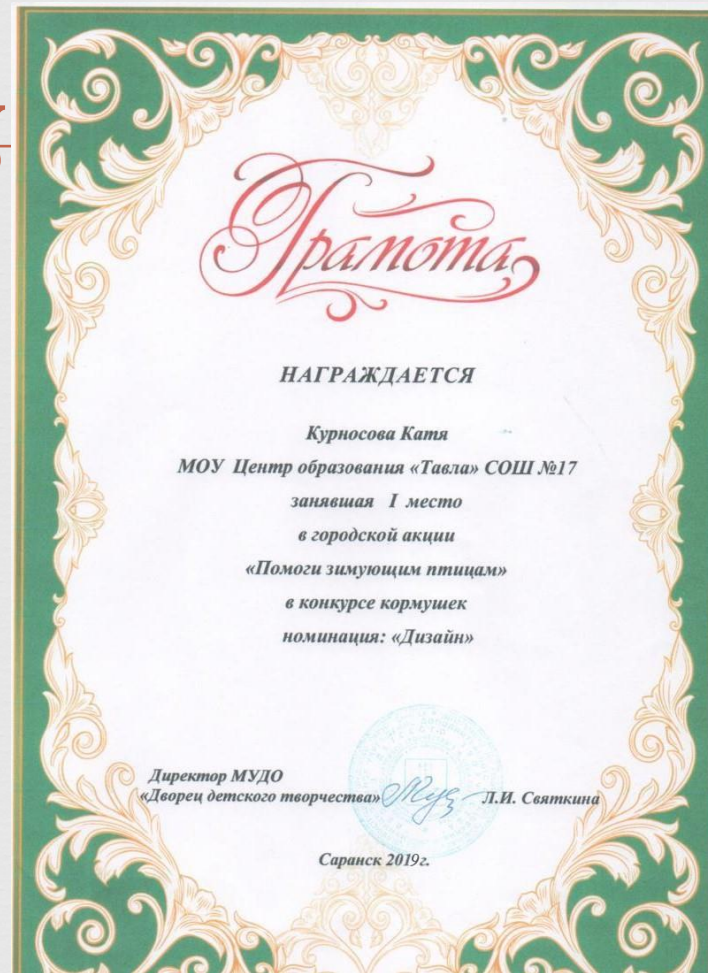 Грамота
НАГРАЖДАЕТСЯ
Курносова Катя
МОУ Центр образования «Тавла» СОШ №17
занявшая I место
в городской акции
«Помоги зимующим птицам»
в конкурсе кормушек
номинация: «Дизайн»
Директор МУДО
«Дворец детского творчества» Л.И. Святкина
Саранск 2019г.